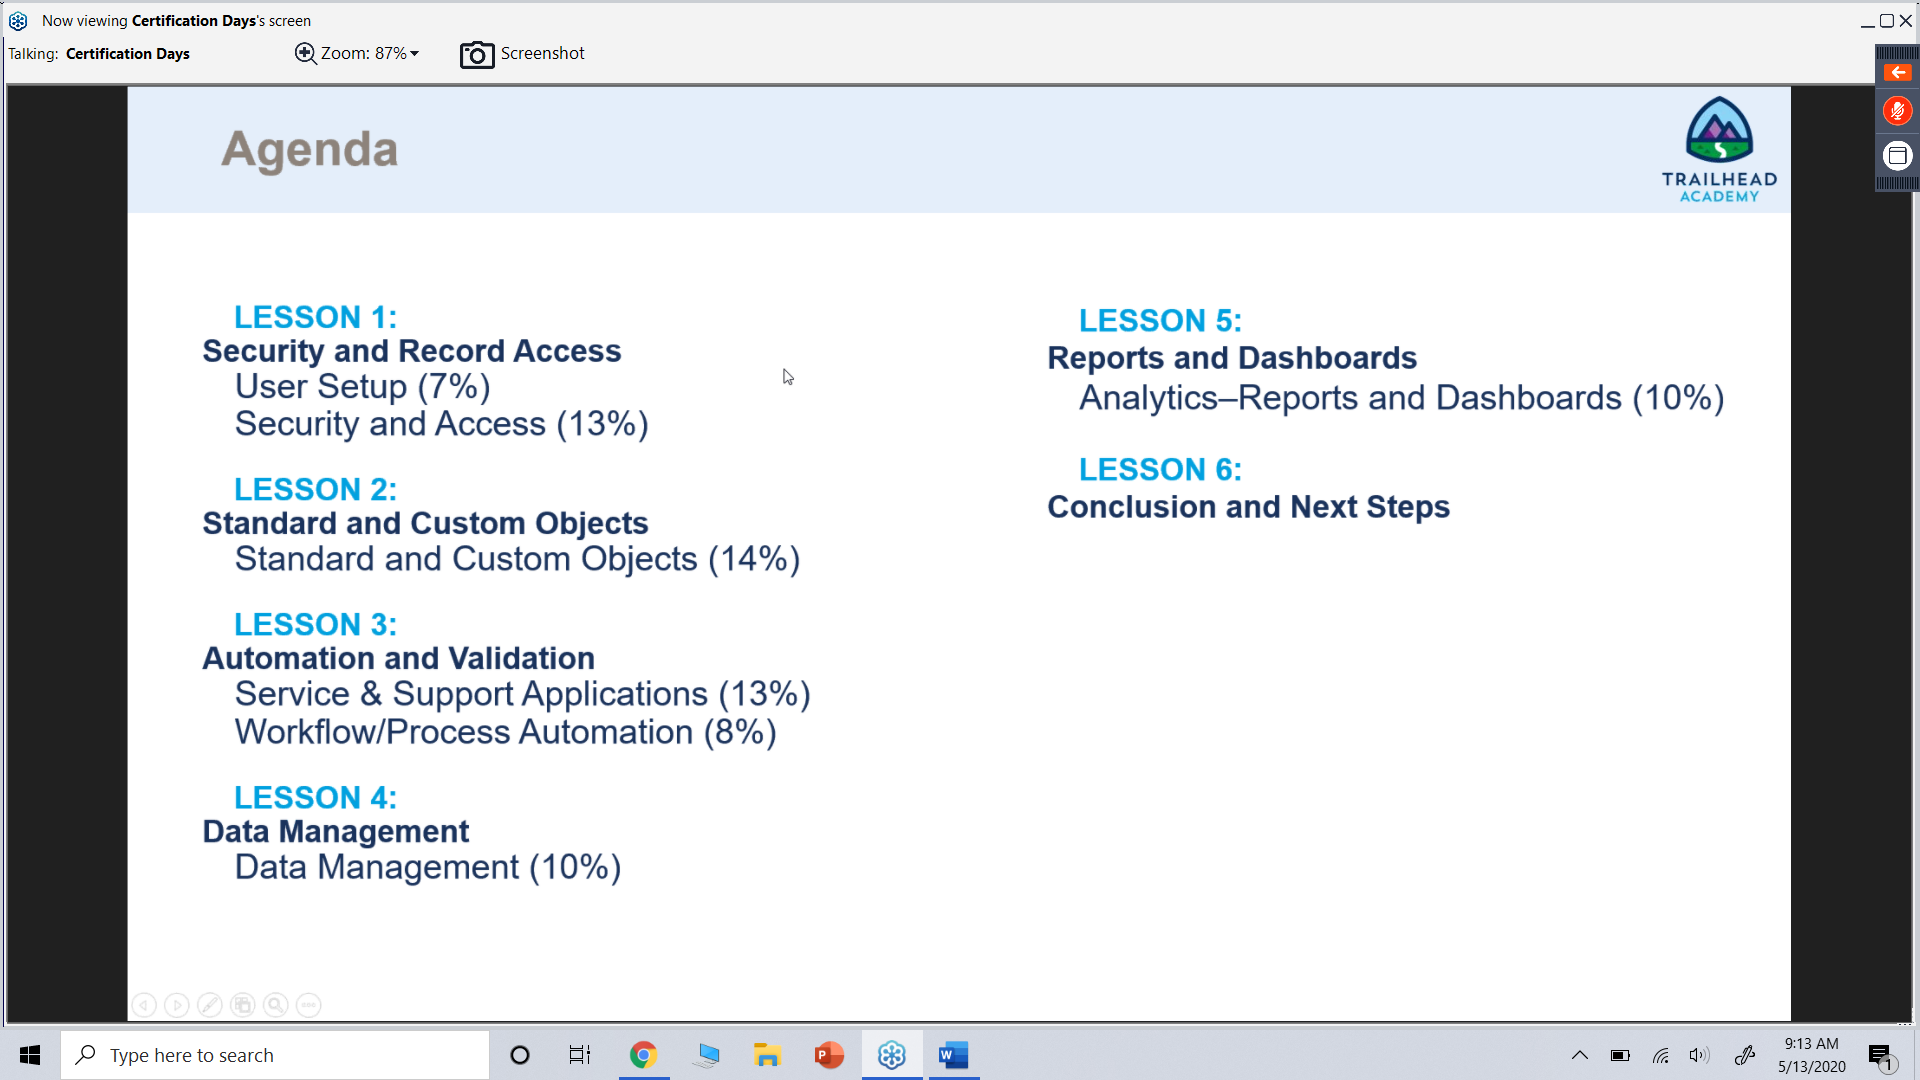 Now viewing Certification Days's screen
Talking: Certification Days
Zoom: 87%
Screenshot
Agenda
TRAILHEAD
ACADEMY
LESSON 1:
Security and Record Access
User Setup (7%)
Security and Access (13%)
LESSON 2:
Standard and Custom Objects
Standard and Custom Objects (14%)
LESSON 3:
Automation and Validation
Service & Support Applications (13%)
Workflow/Process Automation (8%)
LESSON 4:
Data Management
Data Management (10%)
LESSON 5:
Reports and Dashboards
Analytics–Reports and Dashboards (10%)
LESSON 6:
Conclusion and Next Steps
Type here to search
P
W
9:13 AM
5/13/2020
1